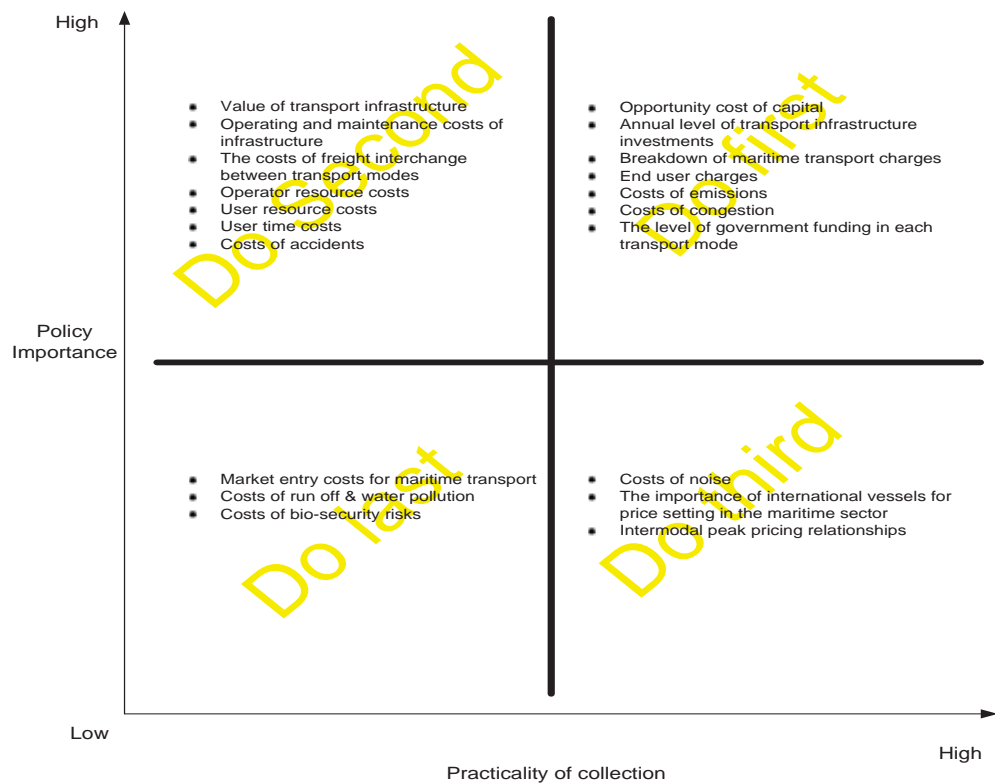 High
Do Second
Value of transport infrastructure
Operating and maintenance costs of
infrastructure
The costs of freight interchange
between transport modes
Operator resource costs
User resource costs
User time costs
Costs of accidents
Do first
Opportunity cost of capital
Annual level of transport infrastructure
investments
Breakdown of maritime transport charges
End user charges
Costs of emissions
Costs of congestion
The level of government funding in each
transport mode
Policy
Importance
Do last
Market entry costs for maritime transport
Costs of run off & water pollution
Costs of bio-security risks
Do third
Costs of noise
The importance of international vessels for
price setting in the maritime sector
Intermodal peak pricing relationships
Low
High
Practicality of collection